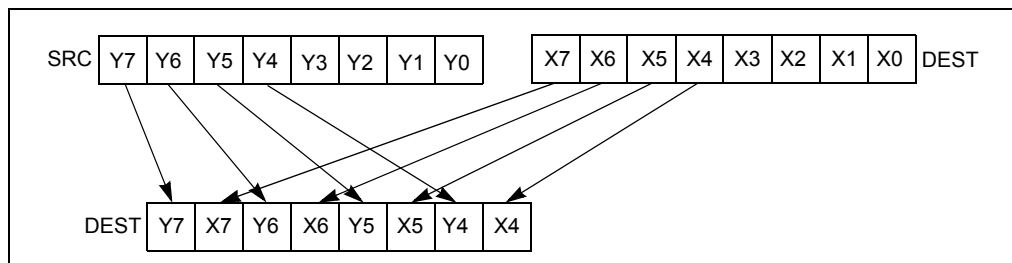 SRC Y7 Y6 Y5 Y4 Y3 Y2 Y1 Y0 X7 X6 X5 X4 X3 X2 X1 X0 DEST
DEST Y7 X7 Y6 X6 Y5 X5 Y4 X4